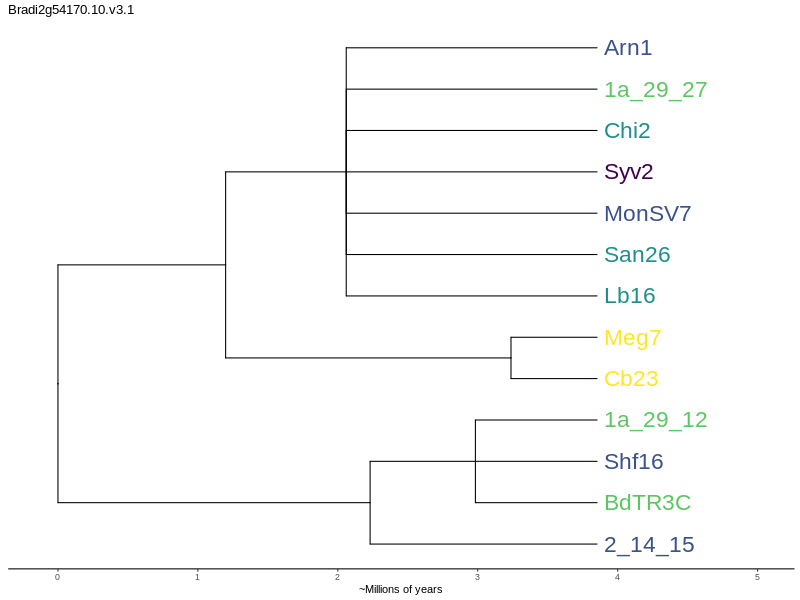 Bradi2g54170.10.v3.1
Arn1
1a_29_27
Chi2
Syv2
MonSV7
San26
Lb16
Meg7
Cb23
1a_29_12
Shf16
BdTR3C
2_14_15
0 1 2 3 4 5
~Millions of years